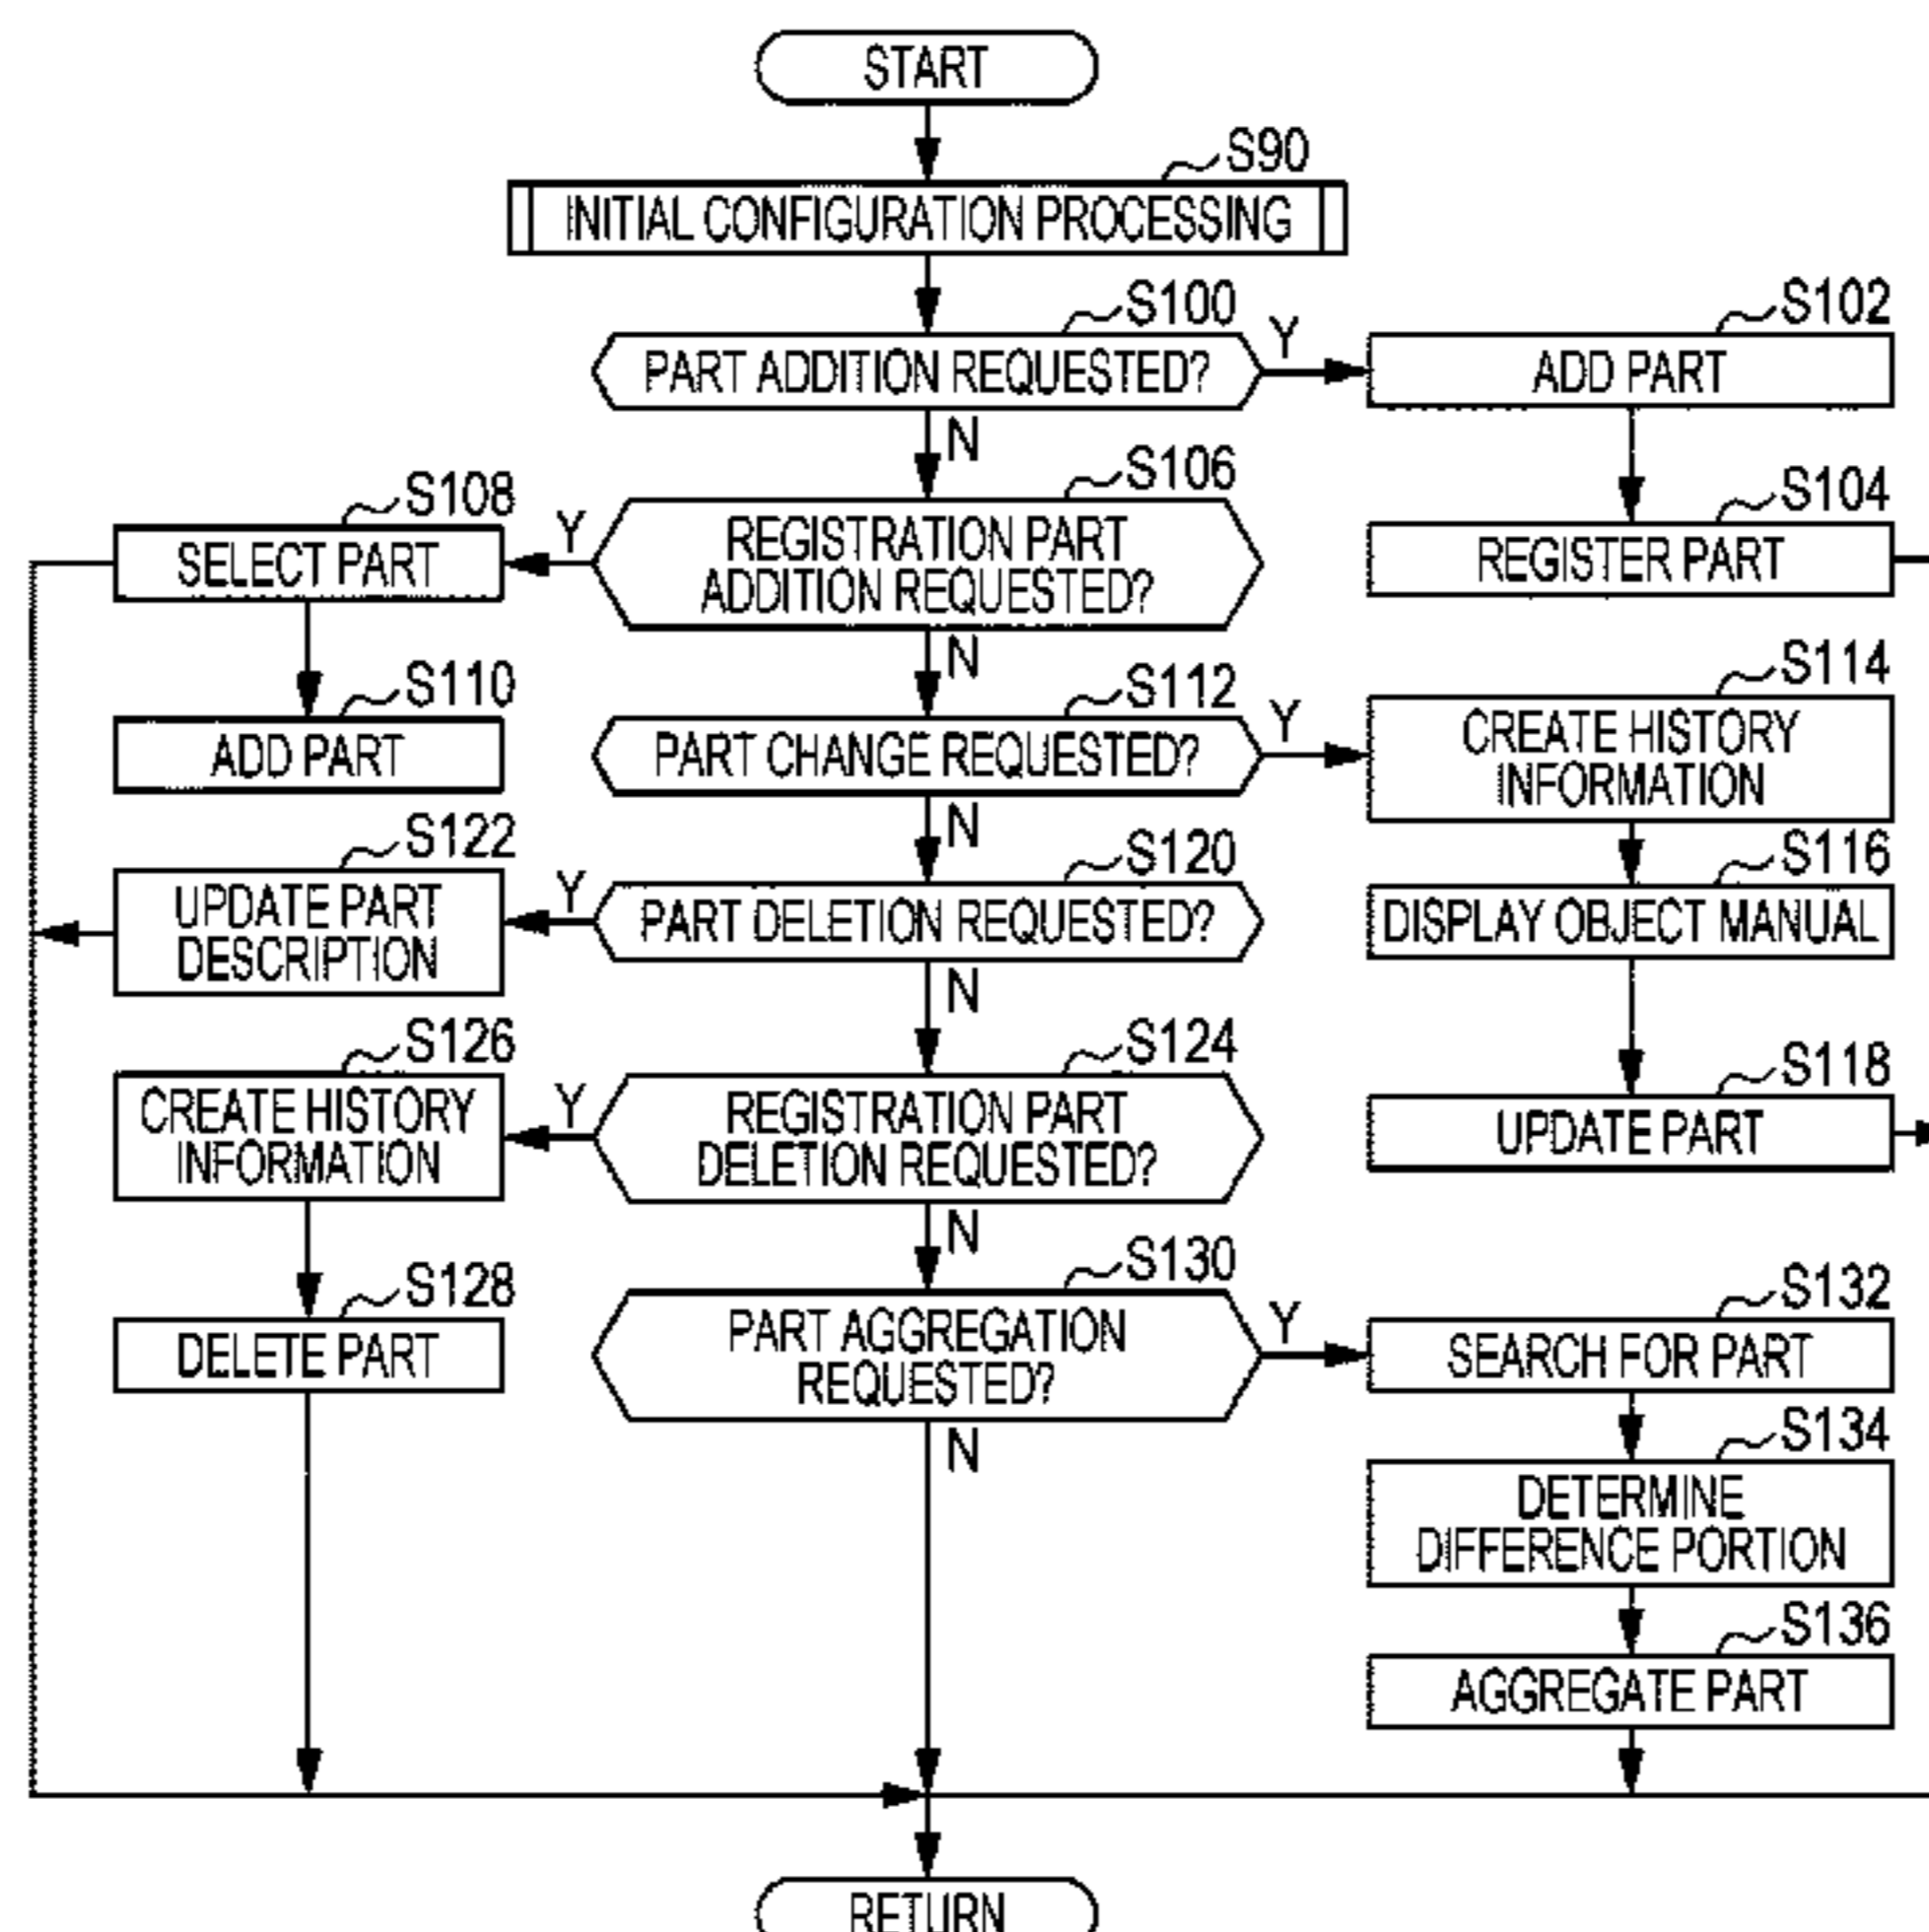 START
S90
INITIAL CONFIGURATION PROCESSING
S100
PART ADDITION REQUESTED?
Y
N
S102
ADD PART
S104
REGISTER PART
S106
REGISTRATION PART
ADDITION REQUESTED?
Y
N
S108
SELECT PART
S110
ADD PART
S112
PART CHANGE REQUESTED?
Y
N
S114
CREATE HISTORY
INFORMATION
S116
DISPLAY OBJECT MANUAL
S118
UPDATE PART
S120
PART DELETION REQUESTED?
Y
N
S122
UPDATE PART
DESCRIPTION
S124
REGISTRATION PART
DELETION REQUESTED?
Y
N
S126
CREATE HISTORY
INFORMATION
S128
DELETE PART
S130
PART AGGREGATION
REQUESTED?
Y
N
S132
SEARCH FOR PART
S134
DETERMINE
DIFFERENCE PORTION
S136
AGGREGATE PART
RETURN